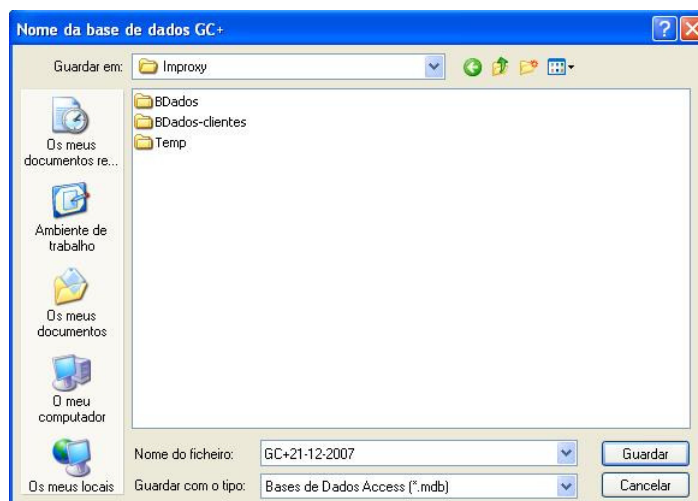 Nome da base de dados GC+
Guardar em:
Improxy
BDados
BDados-clientes
Temp
Os meus
documentos re...
Ambiente de
trabalho
Os meus
documentos
O meu
computador
Os meus locais
Nome do ficheiro:
GC+21-12-2007
Guardar
Guardar com o tipo:
Bases de Dados Access (*.mdb)
Cancelar